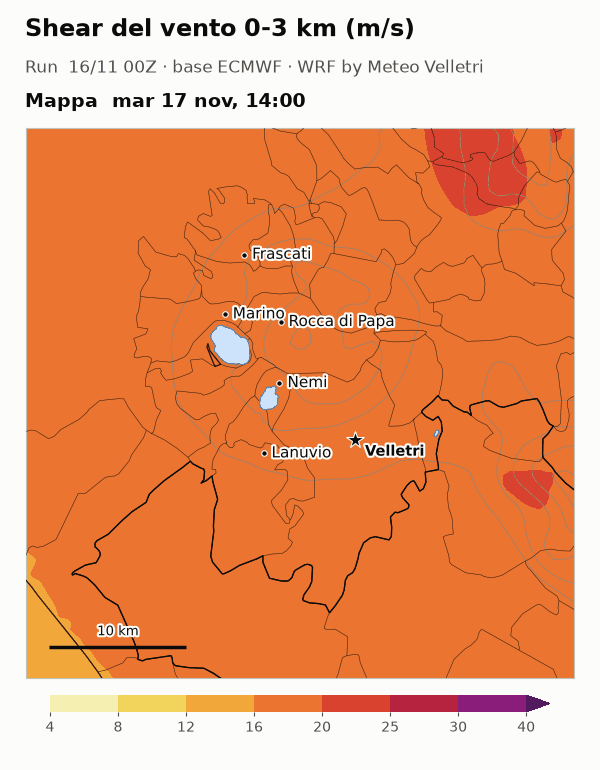 Shear del vento 0-3 km (m/s)
Run  16/11 00Z · base ECMWF · WRF by Meteo Velletri
Mappa  mar 17 nov, 14:00
Frascati
Marino
Rocca di Papa
Nemi
Velletri
Lanuvio
10 km
4 8 12 16 20 25 30 40